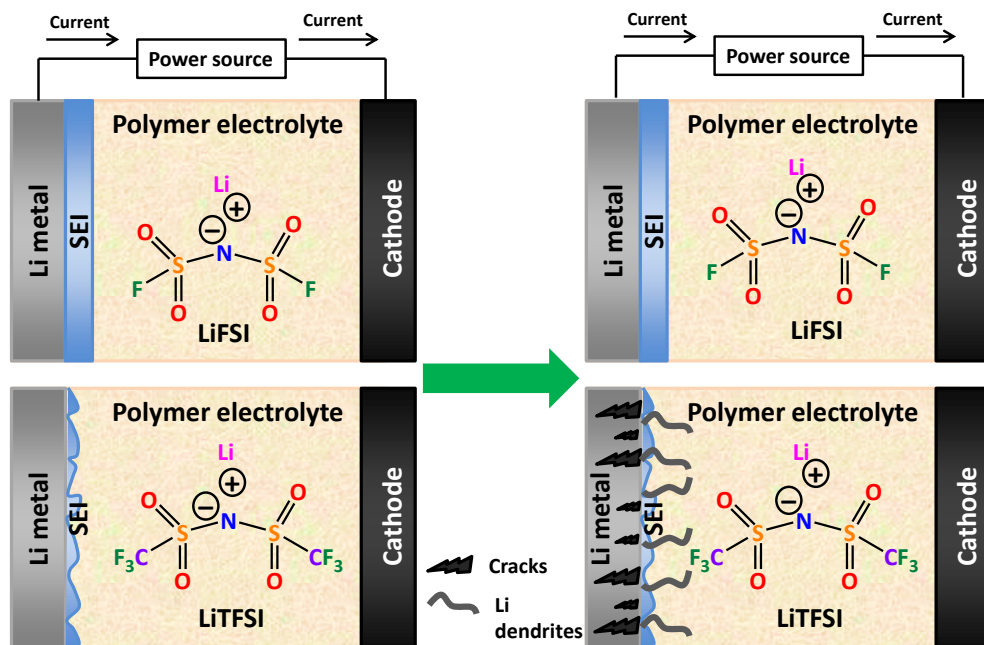 Current
Current
Power source
Polymer electrolyte
Li metal
SEI
Cathode
Li
+
−
O
O
S
N
S
F
F
O
O
LiFSI
Current
Current
Power source
Polymer electrolyte
Li metal
SEI
Cathode
Li
+
−
O
O
S
N
S
F
F
O
O
LiFSI
Polymer electrolyte
Li metal
SEI
Cathode
Li
+
−
O
O
S
N
S
F₃C
CF₃
O
O
LiTFSI
Cracks
Li
dendrites
Polymer electrolyte
Li metal
SEI
Cathode
Li
+
−
O
O
S
N
S
F₃C
CF₃
O
O
LiTFSI